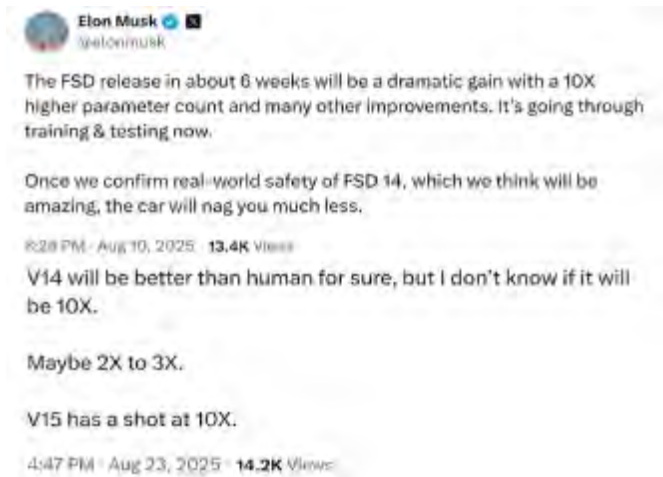 Elon Musk
@elonmusk
The FSD release in about 6 weeks will be a dramatic gain with a 10X
higher parameter count and many other improvements. It's going through
training & testing now.
Once we confirm real-world safety of FSD 14, which we think will be
amazing, the car will nag you much less.
8:28 PM · Aug 10, 2025 · 13.4K Views
V14 will be better than human for sure, but I don't know if it will
be 10X.
Maybe 2X to 3X.
V15 has a shot at 10X.
4:47 PM · Aug 23, 2025 · 14.2K Views